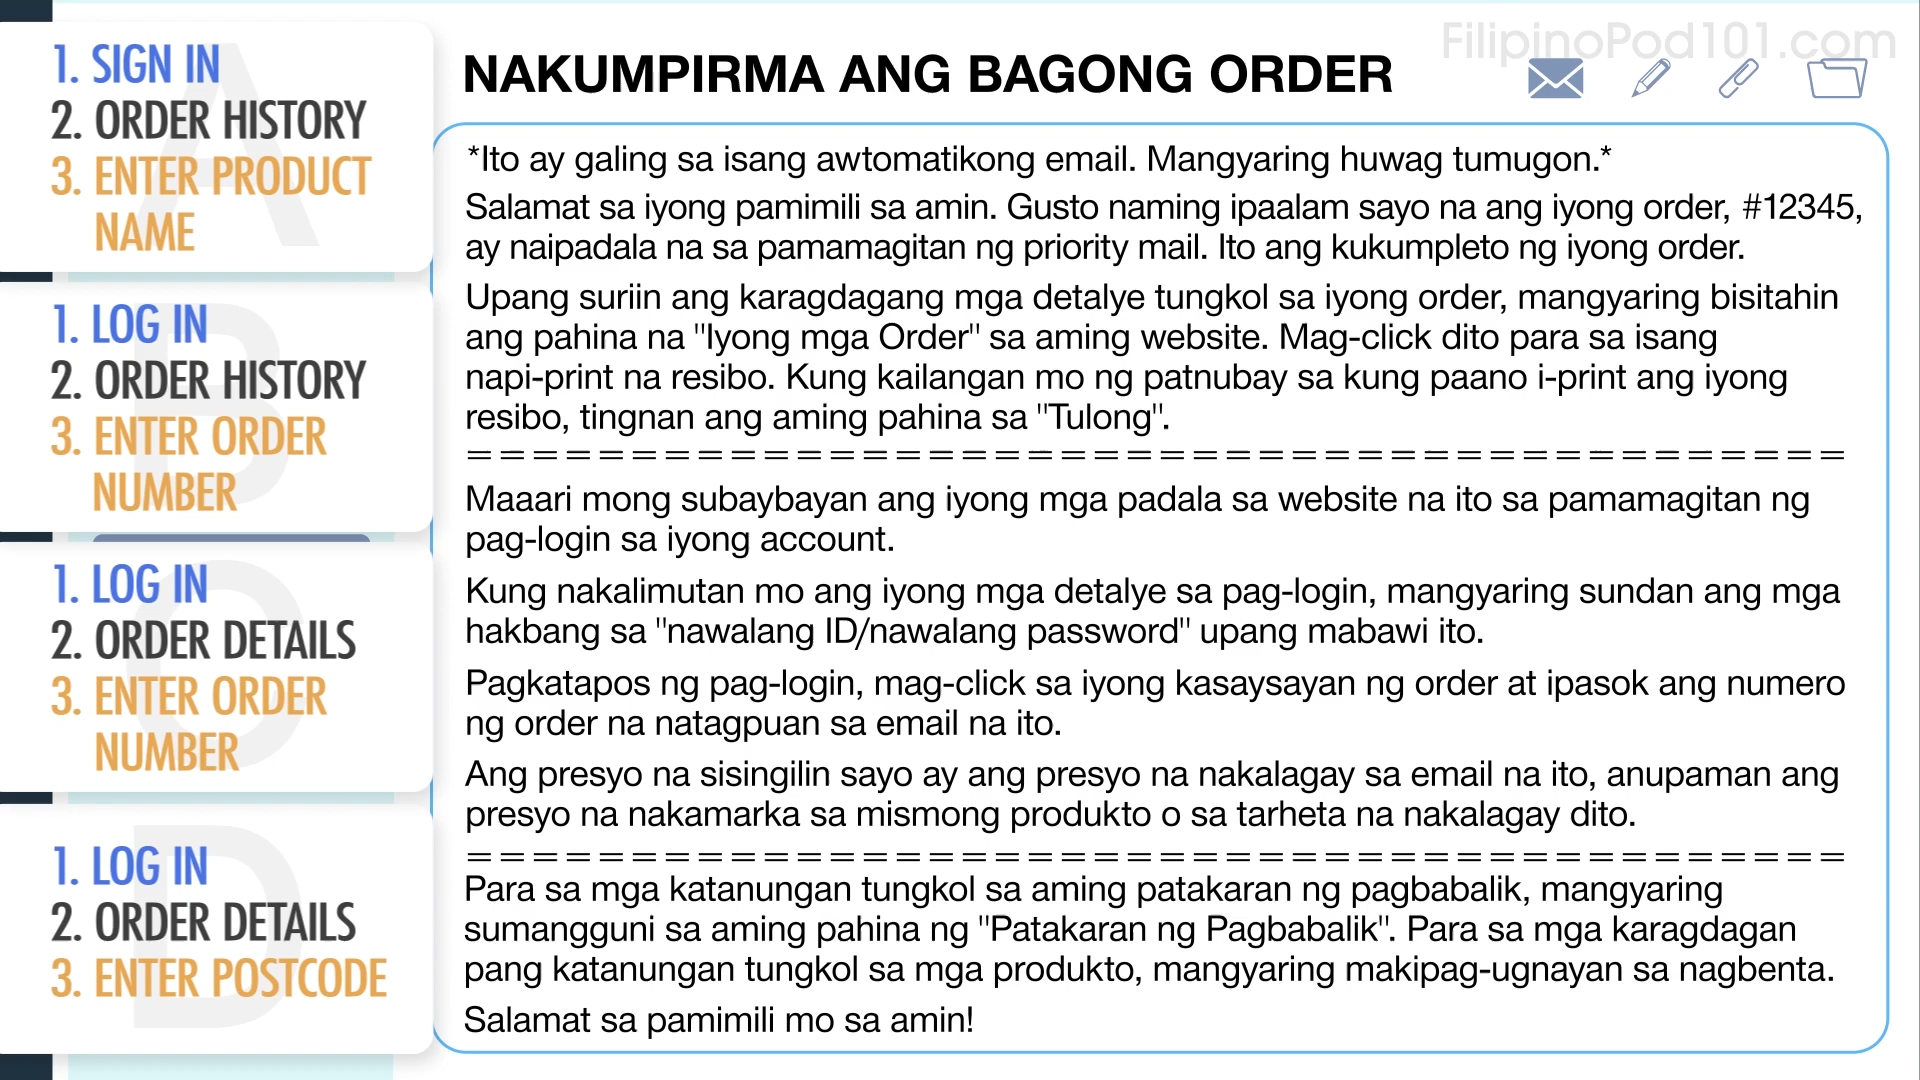 1. SIGN IN
2. ORDER HISTORY
3. ENTER PRODUCT
NAME
A
1. LOG IN
2. ORDER HISTORY
3. ENTER ORDER
NUMBER
B
1. LOG IN
2. ORDER DETAILS
3. ENTER ORDER
NUMBER
C
1. LOG IN
2. ORDER DETAILS
3. ENTER POSTCODE
D
FilipinoPod101.com
NAKUMPIRMA ANG BAGONG ORDER
*Ito ay galing sa isang awtomatikong email. Mangyaring huwag tumugon.*
Salamat sa iyong pamimili sa amin. Gusto naming ipaalam sayo na ang iyong order, #12345,
ay naipadala na sa pamamagitan ng priority mail. Ito ang kukumpleto ng iyong order.
Upang suriin ang karagdagang mga detalye tungkol sa iyong order, mangyaring bisitahin
ang pahina na "Iyong mga Order" sa aming website. Mag-click dito para sa isang
napi-print na resibo. Kung kailangan mo ng patnubay sa kung paano i-print ang iyong
resibo, tingnan ang aming pahina sa "Tulong".
= = = = = = = = = = = = = = = = = = = = = = = = = = = = = = = = = = = = = = = = = =
Maaari mong subaybayan ang iyong mga padala sa website na ito sa pamamagitan ng
pag-login sa iyong account.
Kung nakalimutan mo ang iyong mga detalye sa pag-login, mangyaring sundan ang mga
hakbang sa "nawalang ID/nawalang password" upang mabawi ito.
Pagkatapos ng pag-login, mag-click sa iyong kasaysayan ng order at ipasok ang numero
ng order na natagpuan sa email na ito.
Ang presyo na sisingilin sayo ay ang presyo na nakalagay sa email na ito, anupaman ang
presyo na nakamarka sa mismong produkto o sa tarheta na nakalagay dito.
= = = = = = = = = = = = = = = = = = = = = = = = = = = = = = = = = = = = = = = = = =
Para sa mga katanungan tungkol sa aming patakaran ng pagbabalik, mangyaring
sumangguni sa aming pahina ng "Patakaran ng Pagbabalik". Para sa mga karagdagan
pang katanungan tungkol sa mga produkto, mangyaring makipag-ugnayan sa nagbenta.
Salamat sa pamimili mo sa amin!